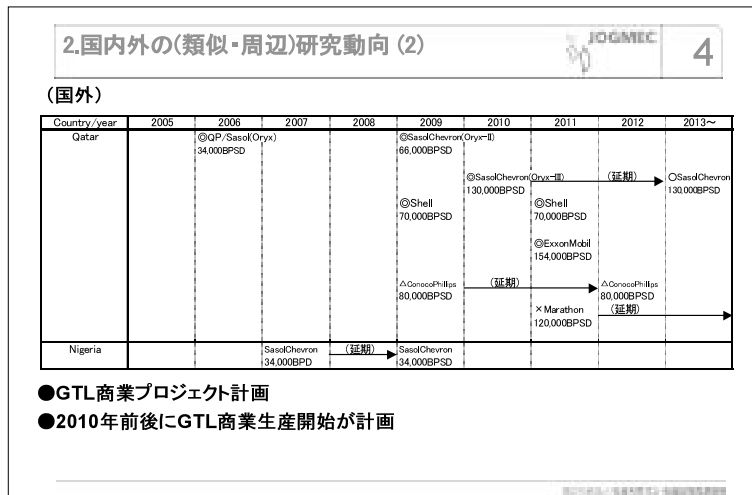 2.国内外の(類似・周辺)研究動向 (2)
JOGMEC
4
(国外)
Country/year 2005 2006 2007 2008 2009 2010 2011 2012 2013~
Qatar ◎QP/Sasol(Oryx) ◎SasolChevron(Oryx-II)
34,000BPSD 66,000BPSD
◎SasolChevron(Oryx-III) (延期) ○SasolChevron
130,000BPSD 130,000BPSD
◎Shell ◎Shell
70,000BPSD 70,000BPSD
◎ExxonMobil
154,000BPSD
△ConocoPhillips (延期) △ConocoPhillips
80,000BPSD 80,000BPSD
×Marathon (延期)
120,000BPSD
Nigeria SasolChevron (延期) SasolChevron
34,000BPD 34,000BPSD
●GTL商業プロジェクト計画
●2010年前後にGTL商業生産開始が計画